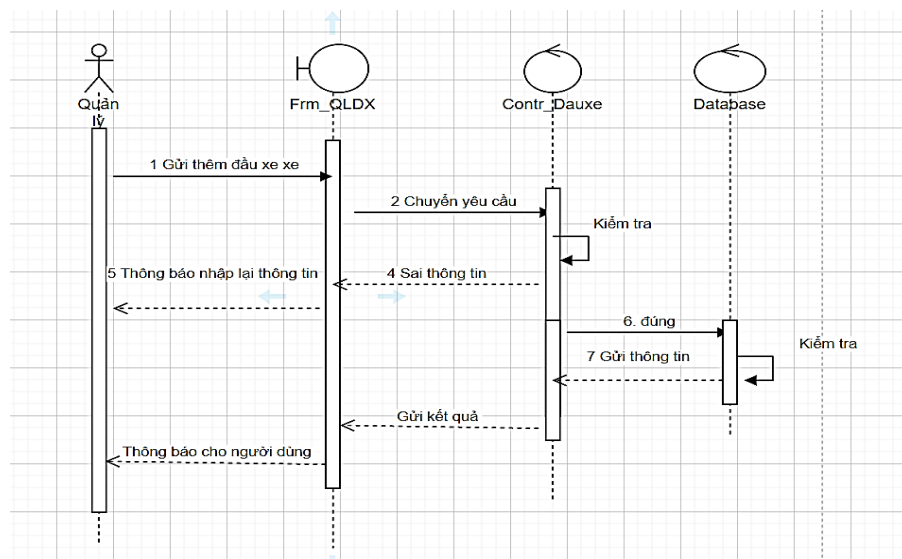 Quản
lý
Frm_QLDX
Contr_Dauxe
Database
1 Gửi thêm đầu xe xe
2 Chuyển yêu cầu
Kiểm tra
5 Thông báo nhập lại thông tin
4 Sai thông tin
6. đúng
Kiểm tra
7 Gửi thông tin
Gửi kết quả
Thông báo cho người dùng